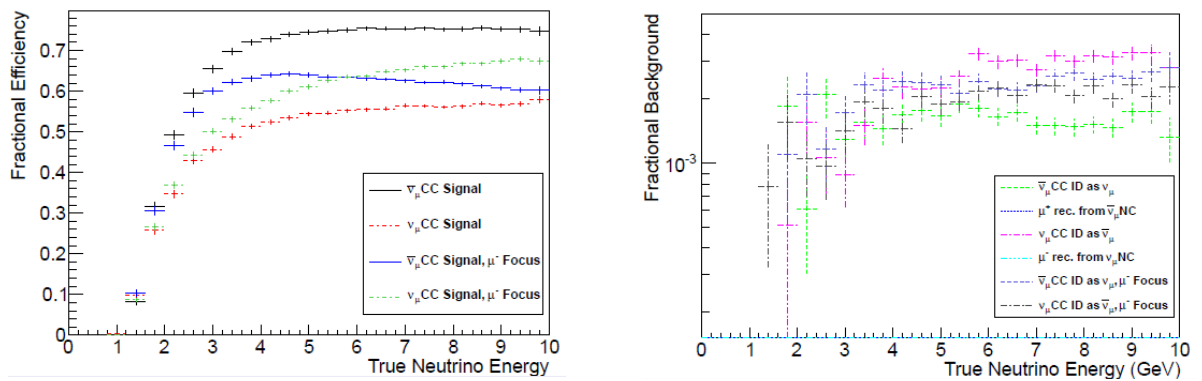 Fractional Efficiency
0.7
0.6
0.5
0.4
0.3
0.2
0.1
0
0 1 2 3 4 5 6 7 8 9 10
True Neutrino Energy
ν̅μCC Signal
νμCC Signal
ν̅μCC Signal, μ⁻ Focus
νμCC Signal, μ⁻ Focus
Fractional Background
10⁻³
0 1 2 3 4 5 6 7 8 9 10
True Neutrino Energy (GeV)
ν̅μCC ID as νμ
μ⁺ rec. from ν̅μNC
νμCC ID as ν̅μ
μ⁻ rec. from νμNC
ν̅μCC ID as νμ, μ⁻ Focus
νμCC ID as ν̅μ, μ⁻ Focus